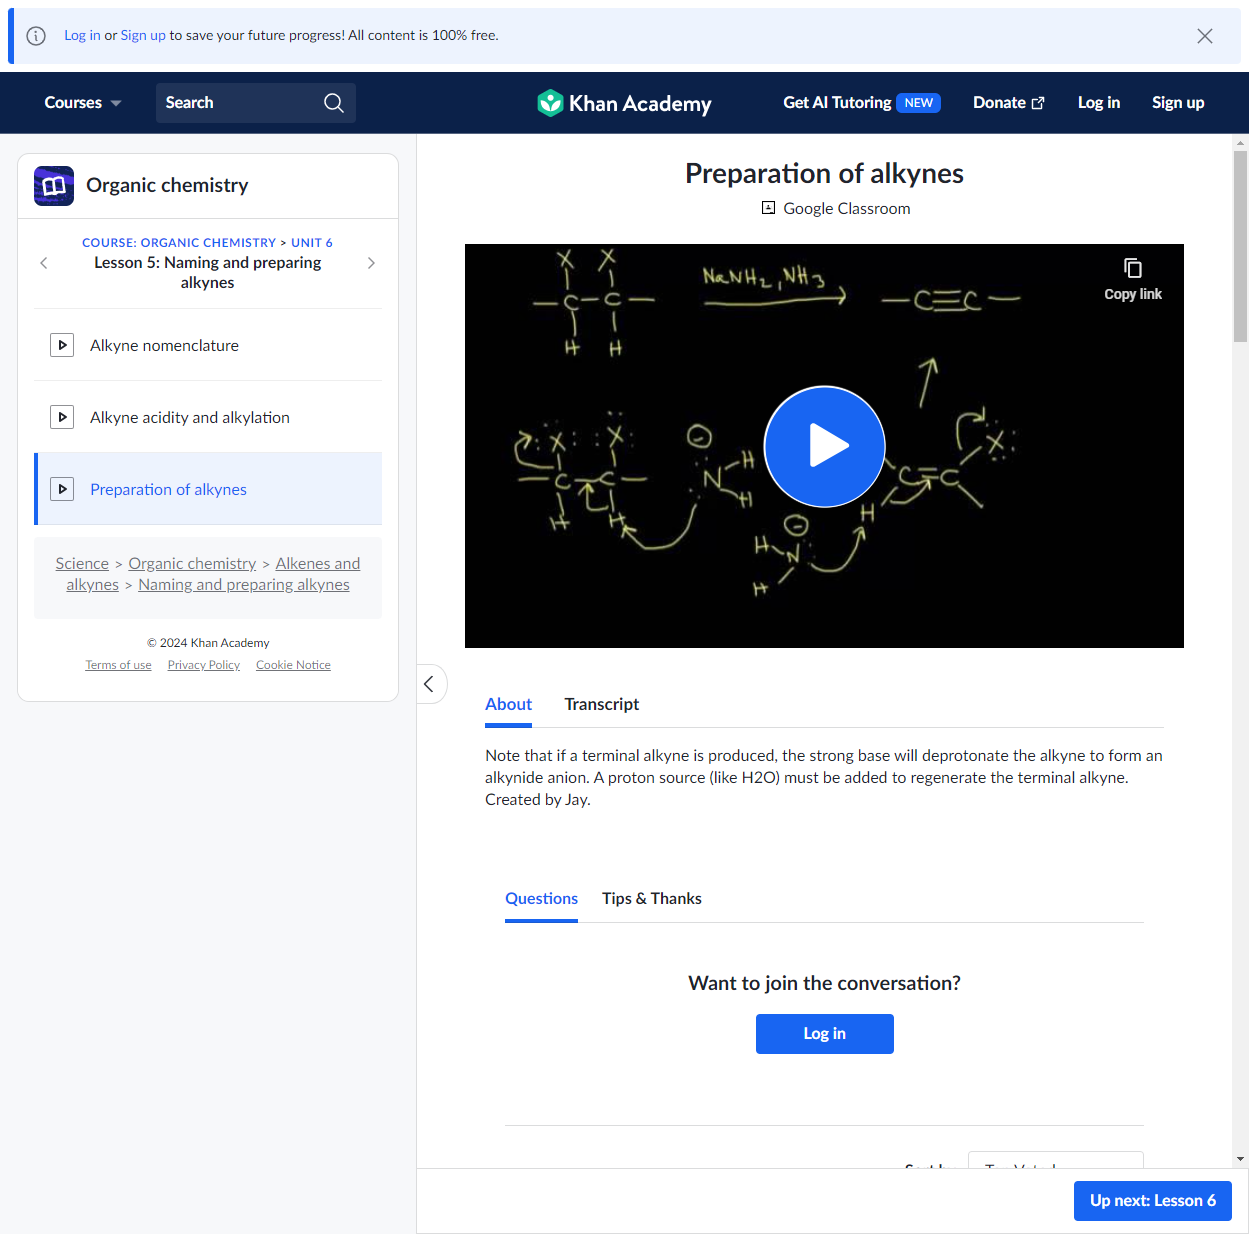 Log in or Sign up to save your future progress! All content is 100% free.
Courses
Search
Khan Academy
Get AI Tutoring NEW
Donate
Log in
Sign up
Organic chemistry
COURSE: ORGANIC CHEMISTRY > UNIT 6
Lesson 5: Naming and preparing
alkynes
Alkyne nomenclature
Alkyne acidity and alkylation
Preparation of alkynes
Science > Organic chemistry > Alkenes and
alkynes > Naming and preparing alkynes
© 2024 Khan Academy
Terms of use Privacy Policy Cookie Notice
Preparation of alkynes
Google Classroom
Copy link
X X
NaNH2, NH3
C C
C≡C
H H
X X
C C
H H
N H
H
H N
H
H
C C
X
About Transcript
Note that if a terminal alkyne is produced, the strong base will deprotonate the alkyne to form an
alkynide anion. A proton source (like H2O) must be added to regenerate the terminal alkyne.
Created by Jay.
Questions Tips & Thanks
Want to join the conversation?
Log in
Up next: Lesson 6